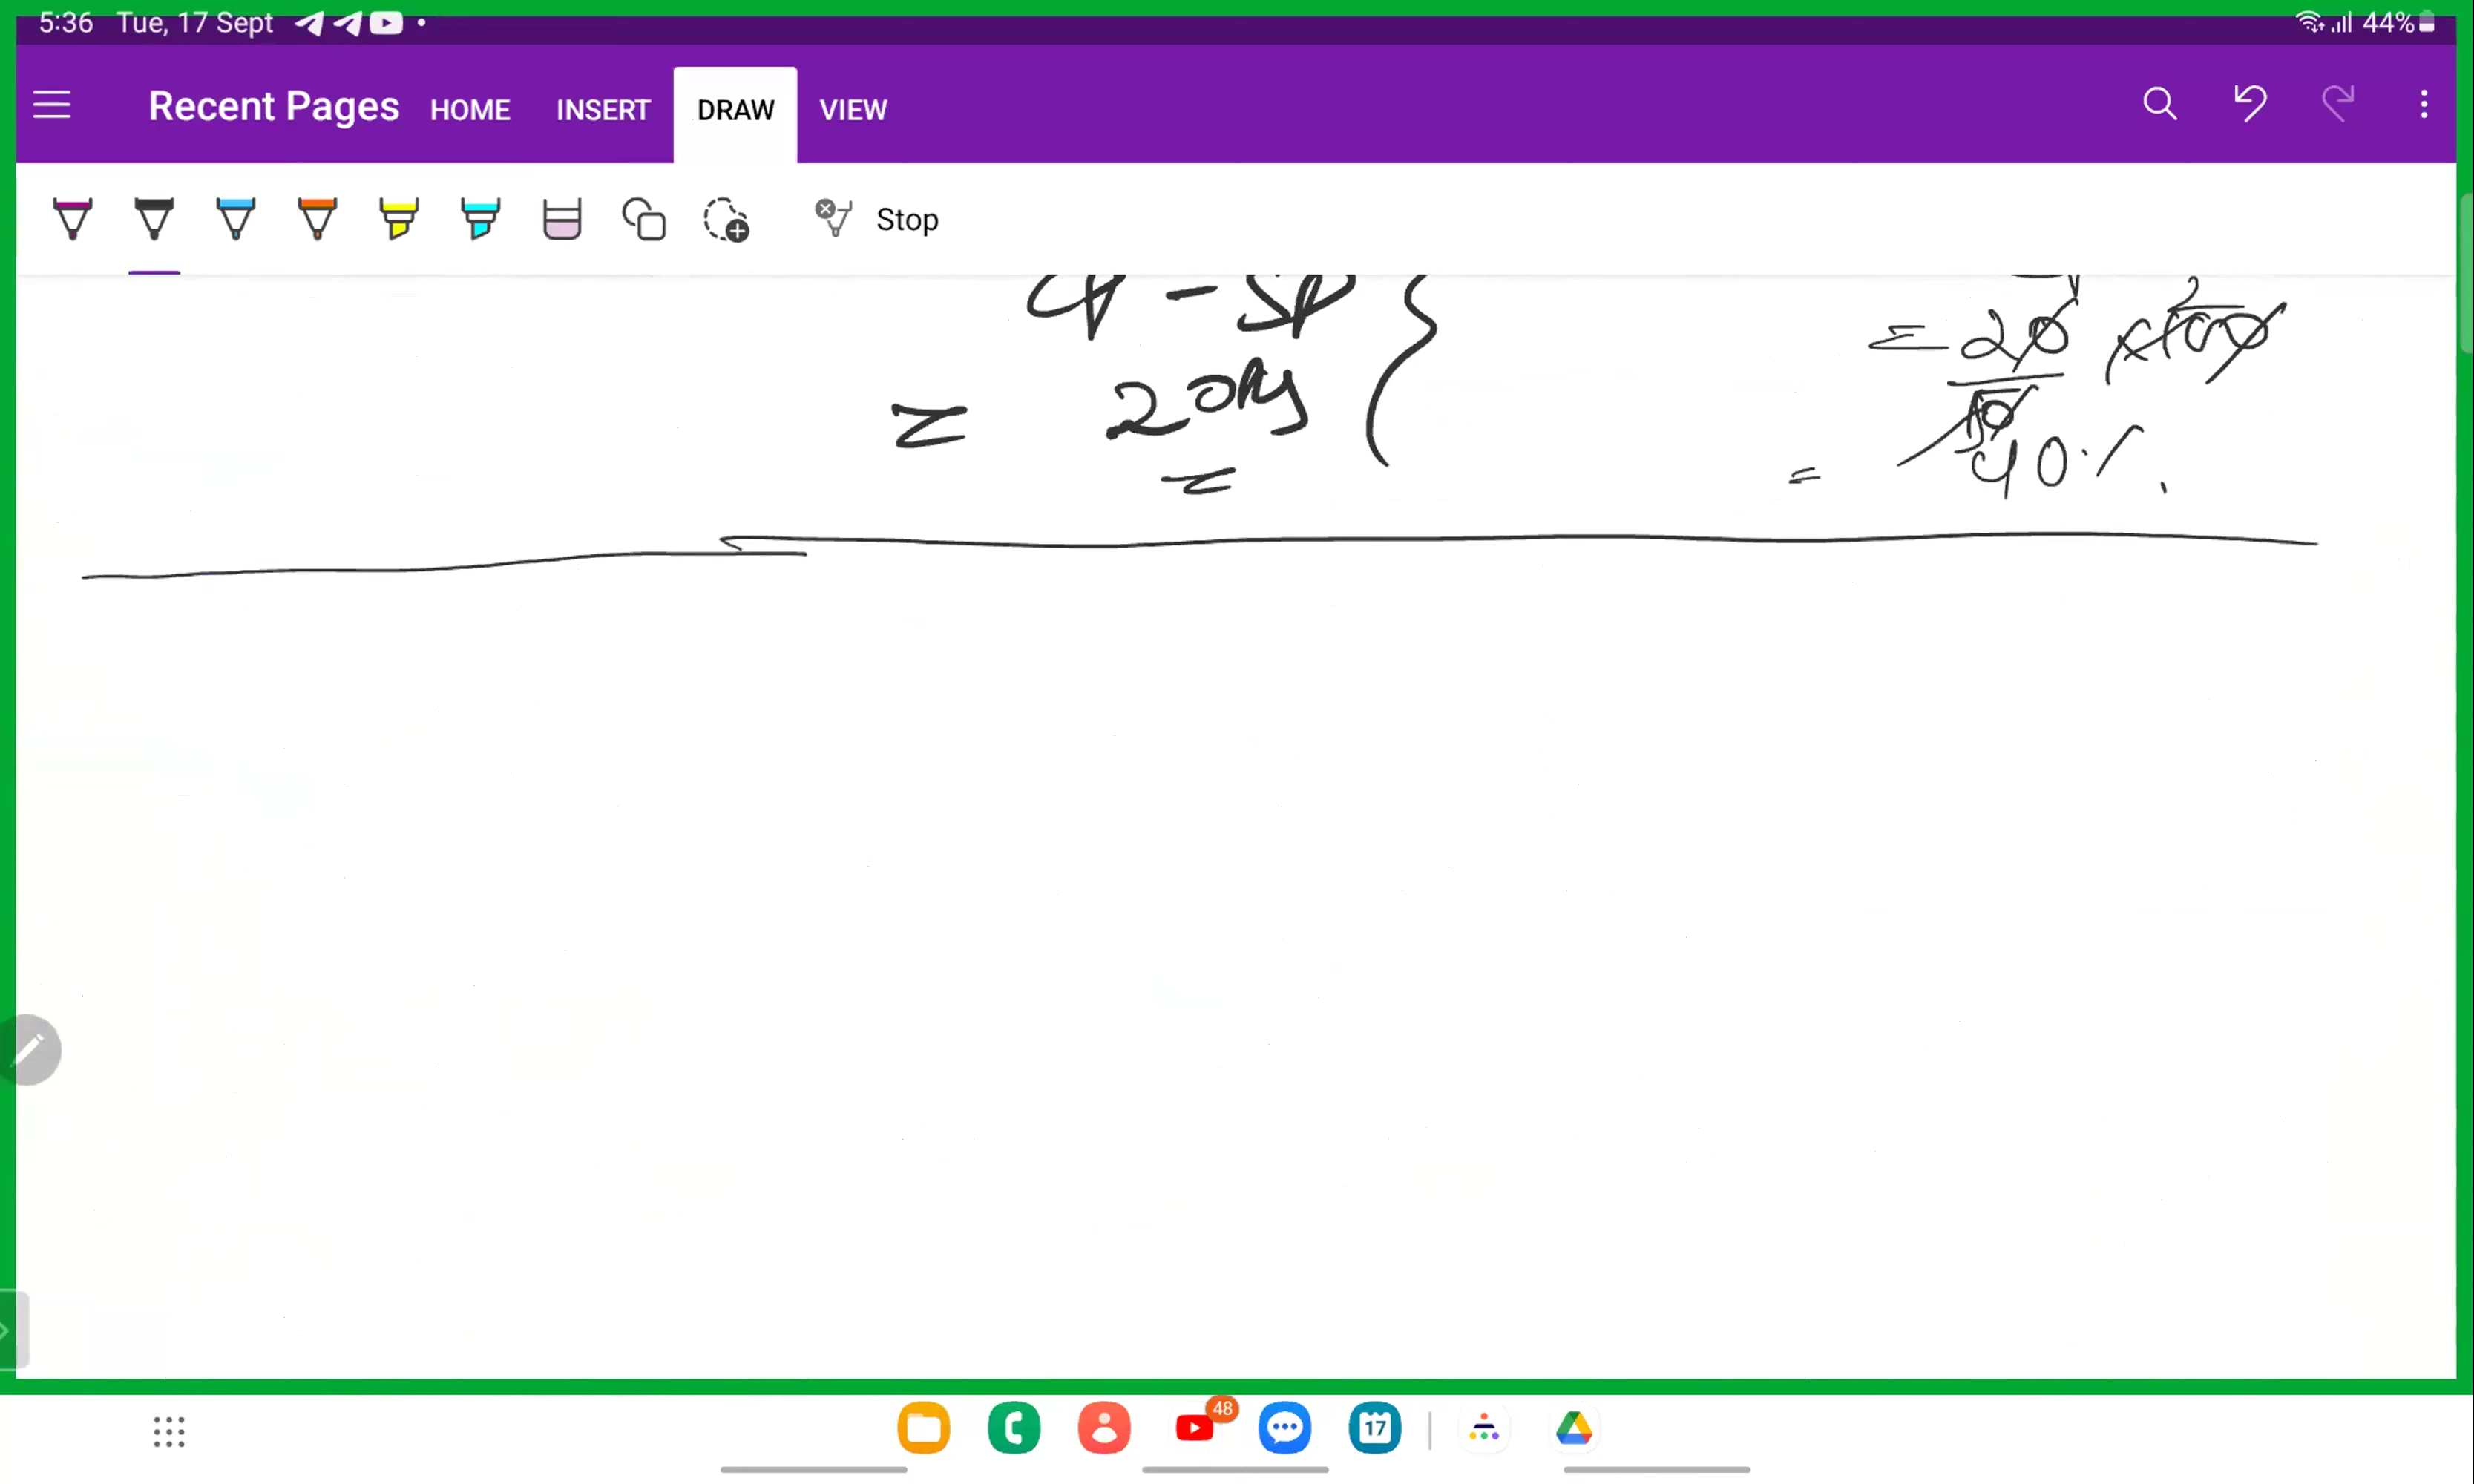 5:36 Tue, 17 Sept
44%
Recent Pages HOME INSERT DRAW VIEW
Stop
CP - SP
= 20Rs
=
= 20 × 100
50
= 40%.
48
17